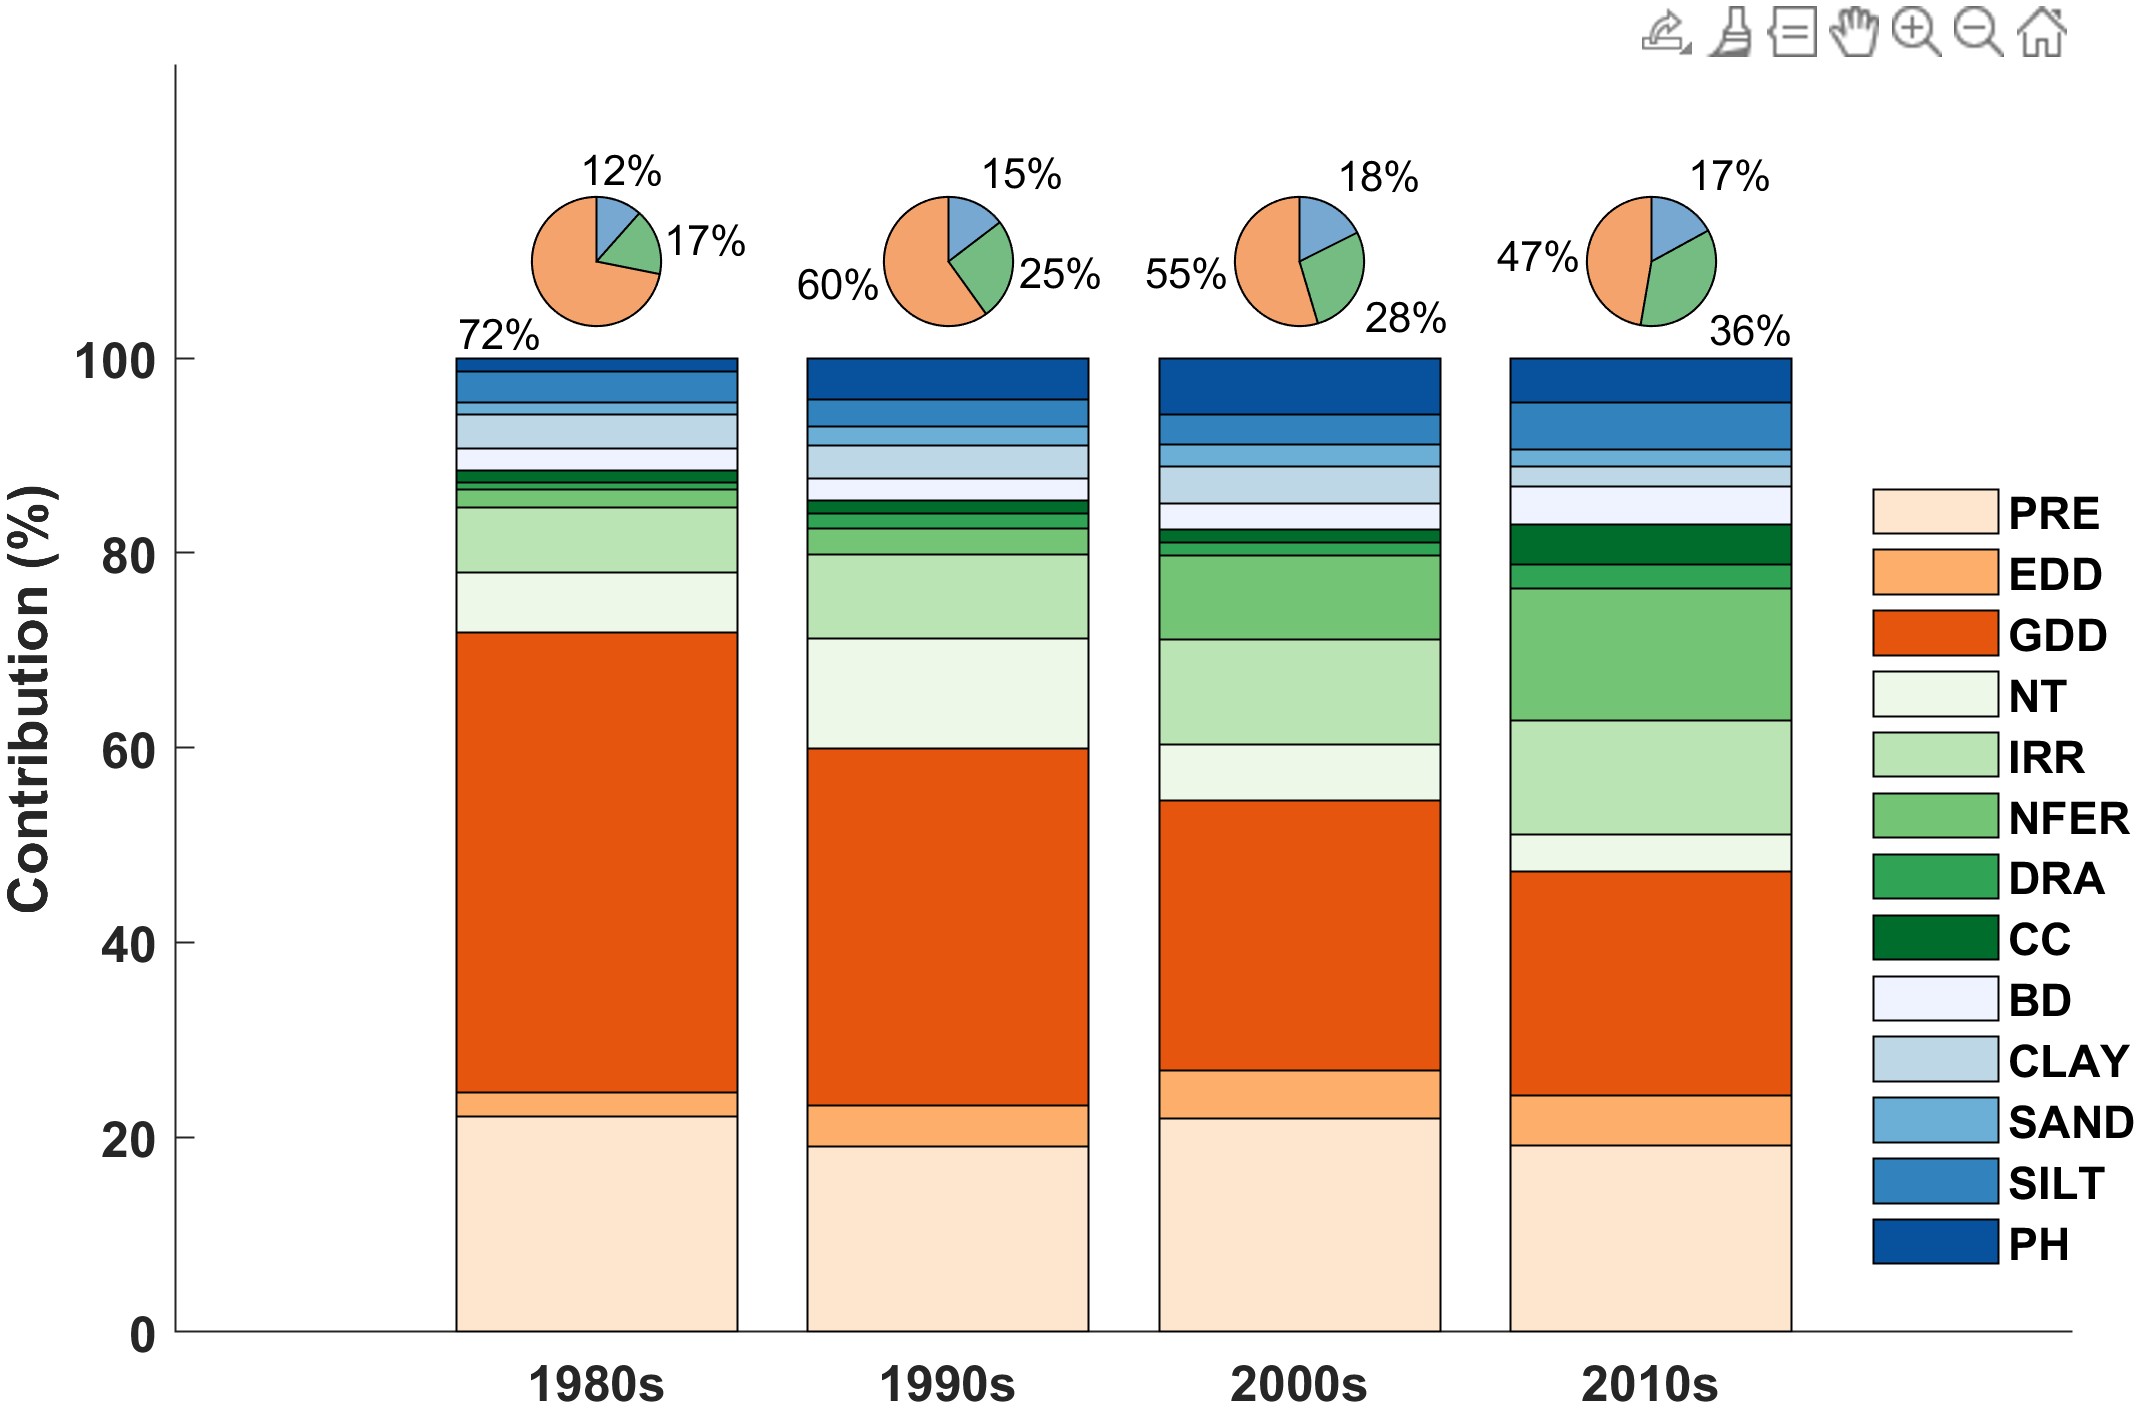 12%
15%
18%
17%
17%
60%
25%
55%
28%
47%
36%
72%
100
80
60
40
20
0
Contribution (%)
1980s
1990s
2000s
2010s
PRE
EDD
GDD
NT
IRR
NFER
DRA
CC
BD
CLAY
SAND
SILT
PH